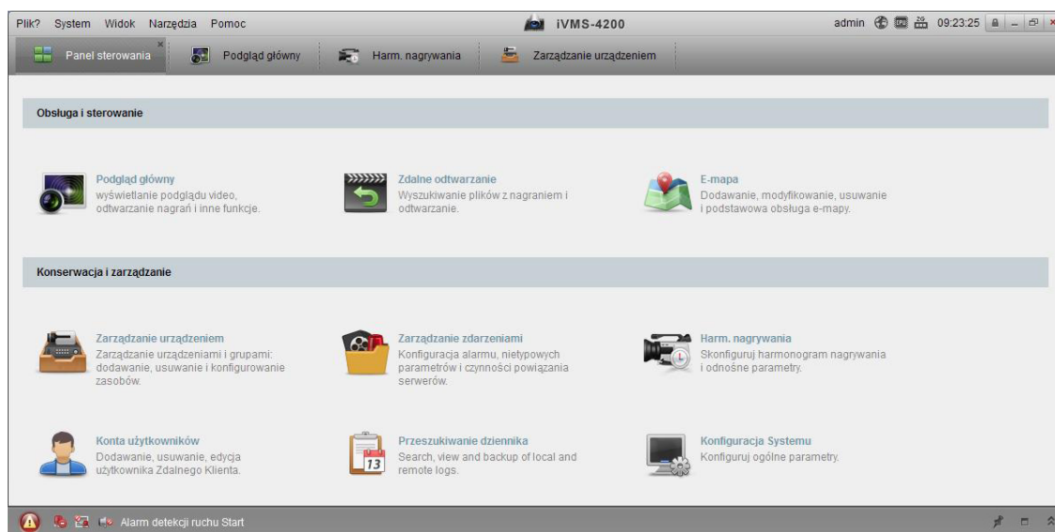 Plik? System Widok Narzędzia Pomoc iVMS-4200 admin 09:23:25
Panel sterowania Podgląd główny Harm. nagrywania Zarządzanie urządzeniem
Obsługa i sterowanie
Podgląd główny
wyświetlanie podglądu video,
odtwarzanie nagrań i inne funkcje.
Zdalne odtwarzanie
Wyszukiwanie plików z nagraniem i
odtwarzanie.
E-mapa
Dodawanie, modyfikowanie, usuwanie
i podstawowa obsługa e-mapy.
Konserwacja i zarządzanie
Zarządzanie urządzeniem
Zarządzanie urządzeniami i grupami:
dodawanie, usuwanie i konfigurowanie
zasobów.
Zarządzanie zdarzeniami
Konfiguracja alarmu, nietypowych
parametrów i czynności powiązania
serwerów.
Harm. nagrywania
Skonfiguruj harmonogram nagrywania
i odnośne parametry.
Konta użytkowników
Dodawanie, usuwanie, edycja
użytkownika Zdalnego Klienta.
13
Przeszukiwanie dziennika
Search, view and backup of local and
remote logs.
Konfiguracja Systemu
Konfiguruj ogólne parametry.
Alarm detekcji ruchu Start